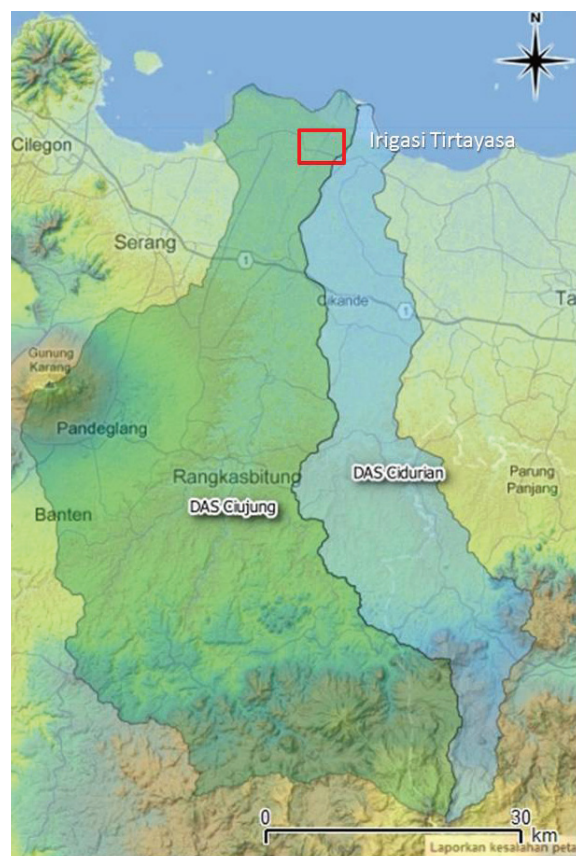 N
Irigasi Tirtayasa
Cilegon
Serang
1
Cikande
1
Ta
Gunung
Karang
Pandeglang
Rangkasbitung
DAS Ciujung
DAS Cidurian
Parung
Panjang
Banten
0
30
km
Laporkan kesalahan peta